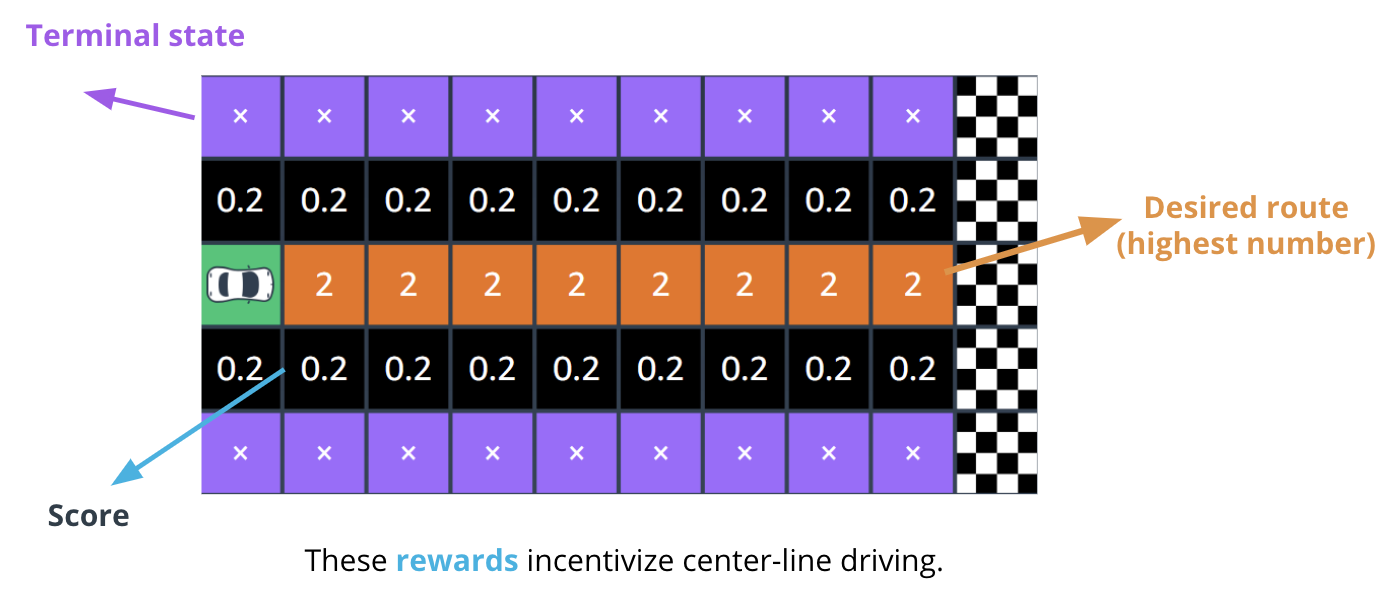 Terminal state
× × × × × × × × ×
0.2 0.2 0.2 0.2 0.2 0.2 0.2 0.2 0.2
2 2 2 2 2 2 2 2
Desired route
(highest number)
0.2 0.2 0.2 0.2 0.2 0.2 0.2 0.2 0.2
× × × × × × × × ×
Score
These rewards incentivize center-line driving.